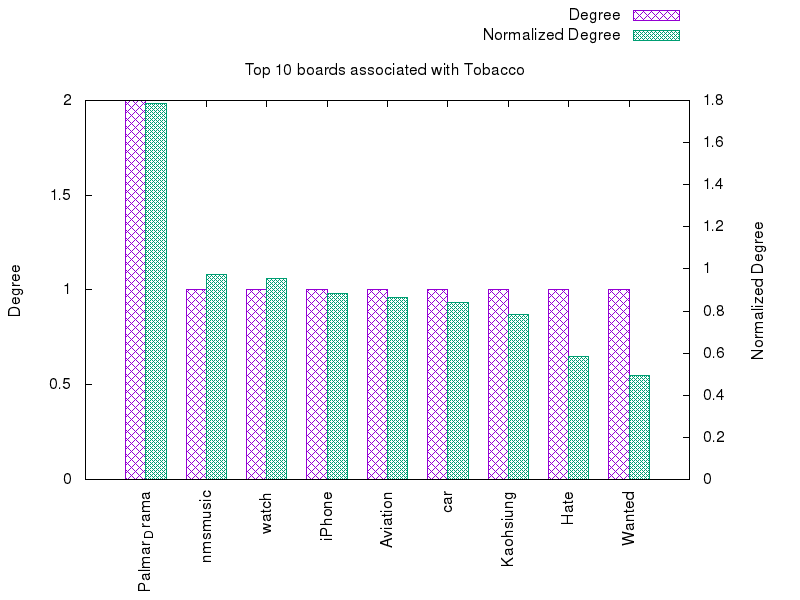 Degree
Normalized Degree
Top 10 boards associated with Tobacco
2
1.5
1
0.5
0
1.8
1.6
1.4
1.2
1
0.8
0.6
0.4
0.2
0
Degree
Normalized Degree
PalmarDrama
nmsmusic
watch
iPhone
Aviation
car
Kaohsiung
Hate
Wanted